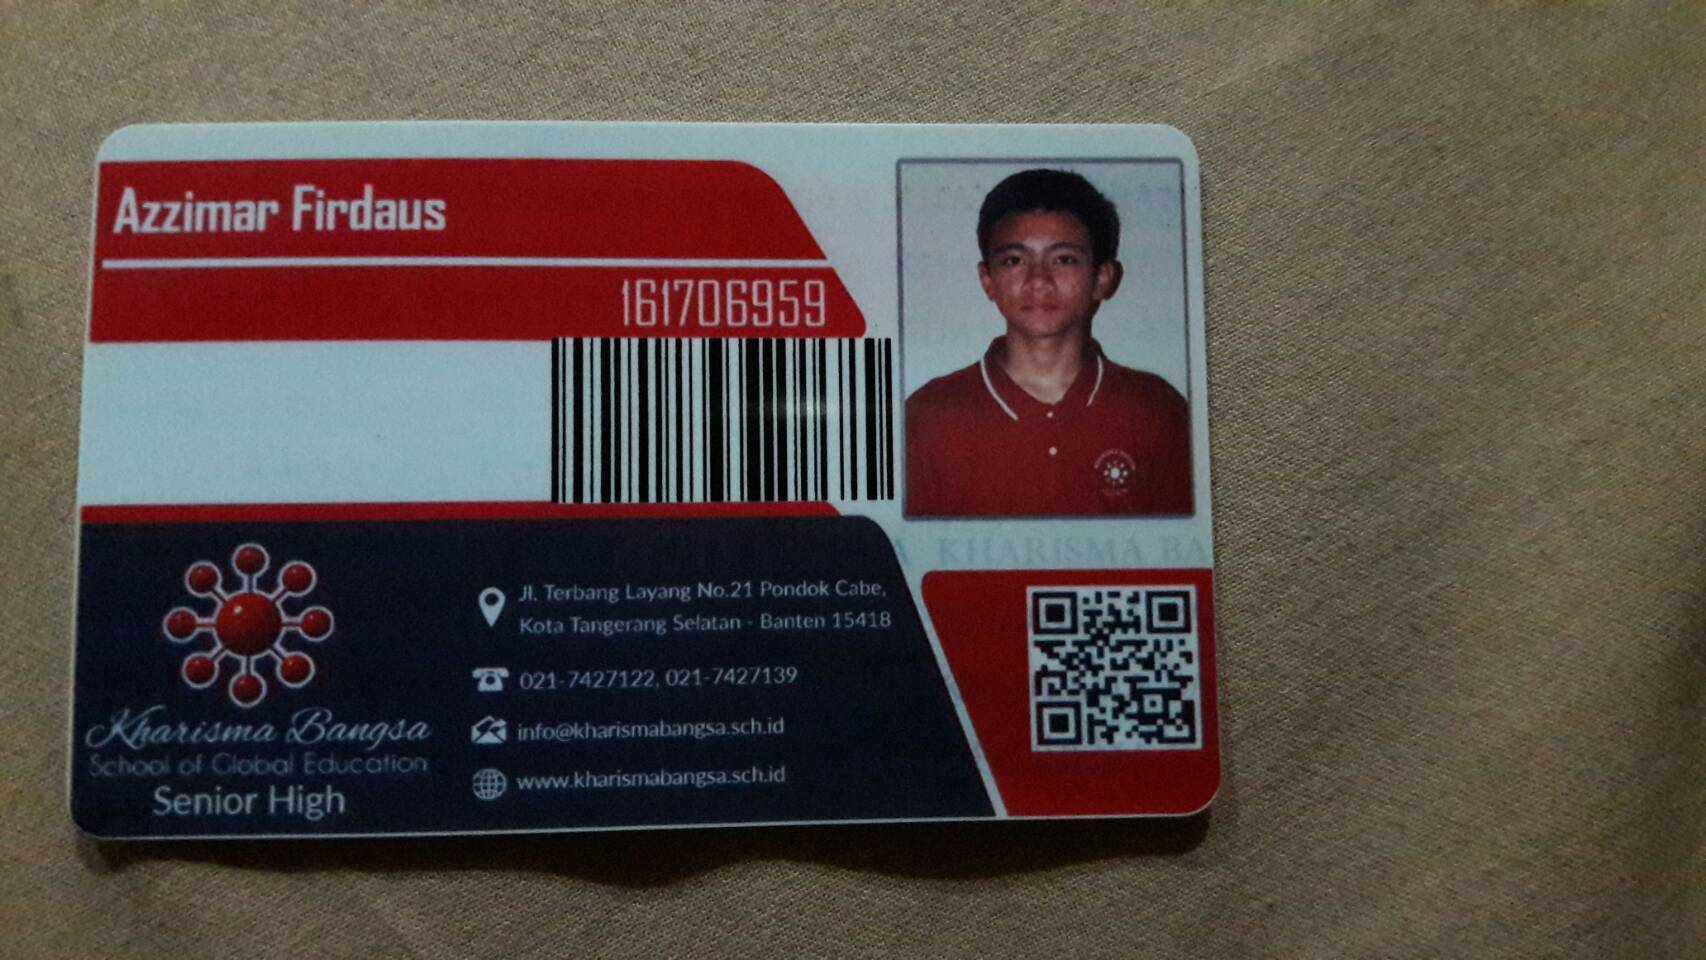 Azzimar Firdaus
161706959
KHARISMA BA
Kharisma Bangsa
School of Global Education
Senior High
Jl. Terbang Layang No.21 Pondok Cabe,
Kota Tangerang Selatan - Banten 15418
021-7427122, 021-7427139
info@kharismabangsa.sch.id
www.kharismabangsa.sch.id